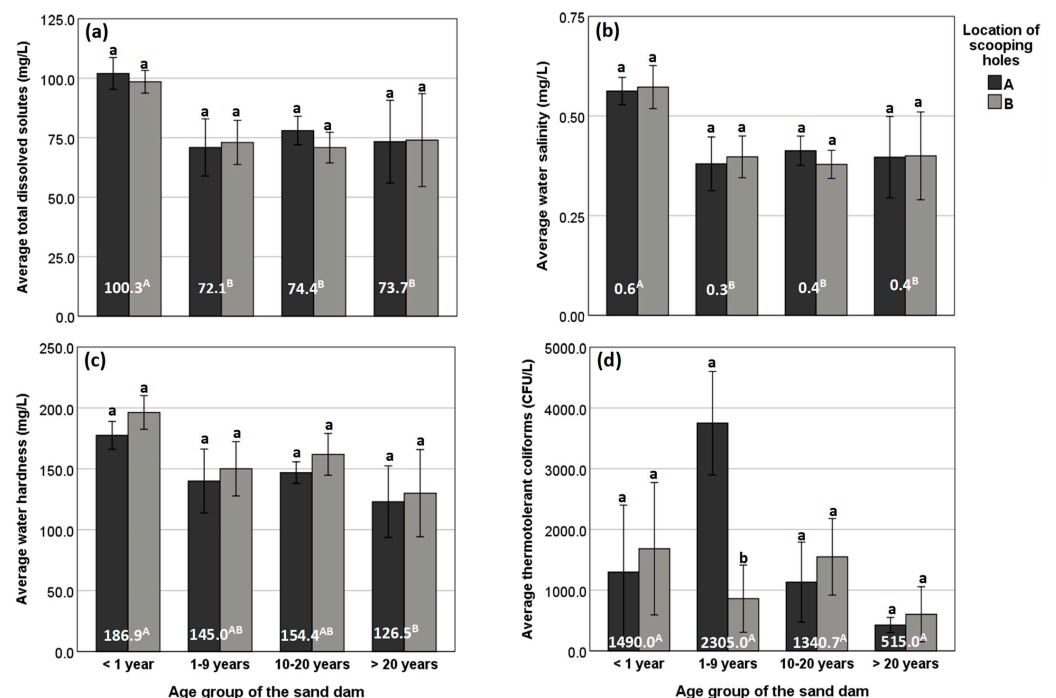 (a)
Average total dissolved solutes (mg/L)
125.0
100.0
75.0
50.0
25.0
0.0
a a a a a a a a
100.3A 72.1B 74.4B 73.7B
(b)
Average water salinity (mg/L)
0.75
0.50
0.25
0.00
a a a a a a a a
0.6A 0.3B 0.4B 0.4B
Location of
scooping
holes
A
B
(c)
Average water hardness (mg/L)
250.0
200.0
150.0
100.0
50.0
0.0
a a a a a a a a
186.9A 145.0AB 154.4AB 126.5B
< 1 year 1-9 years 10-20 years > 20 years
Age group of the sand dam
(d)
Average thermotolerant coliforms (CFU/L)
5000.0
4000.0
3000.0
2000.0
1000.0
0.0
a a a b a a a a
1490.0A 2305.0A 1340.7A 515.0A
< 1 year 1-9 years 10-20 years > 20 years
Age group of the sand dam